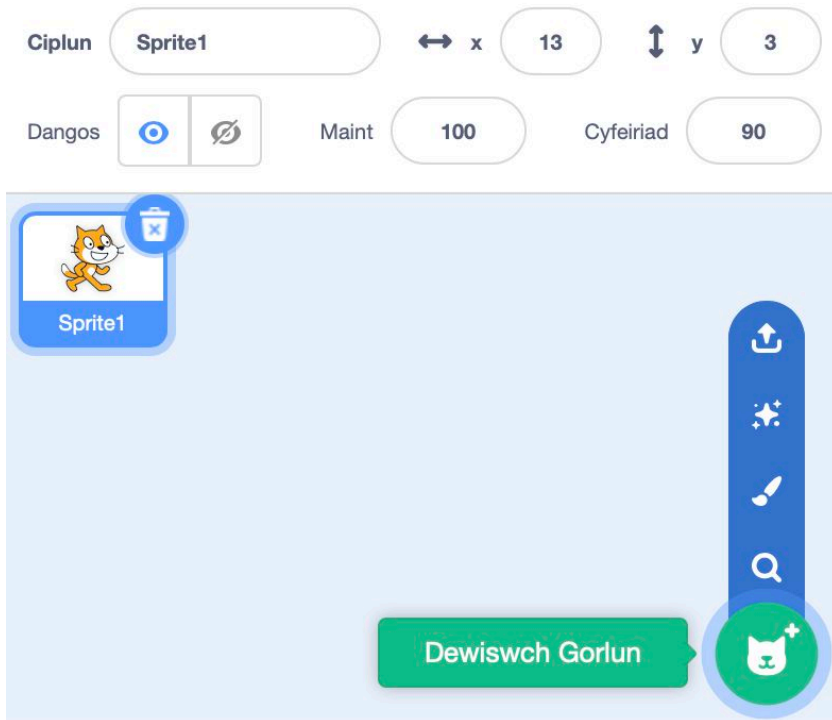 Ciplun Sprite1 x 13 y 3
Dangos Maint 100 Cyfeiriad 90
Sprite1
Dewiswch Gorlun